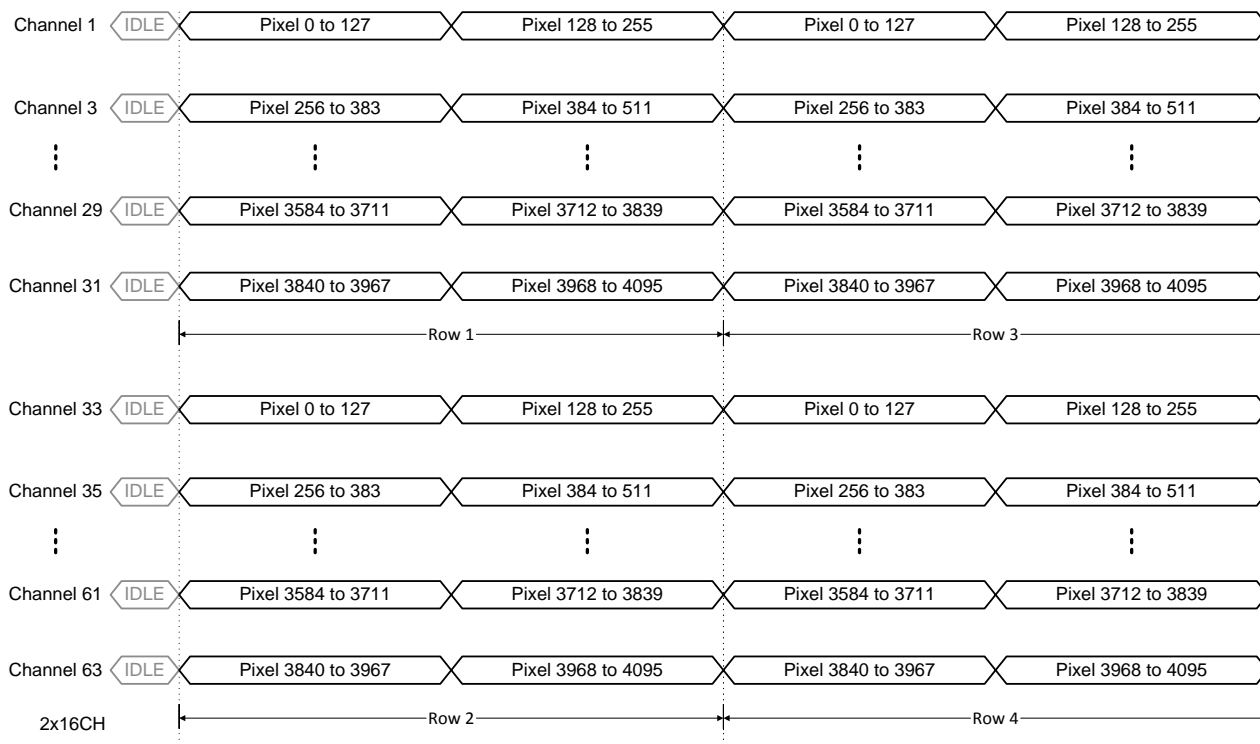 Channel 1 IDLE Pixel 0 to 127 Pixel 128 to 255 Pixel 0 to 127 Pixel 128 to 255
Channel 3 IDLE Pixel 256 to 383 Pixel 384 to 511 Pixel 256 to 383 Pixel 384 to 511
Channel 29 IDLE Pixel 3584 to 3711 Pixel 3712 to 3839 Pixel 3584 to 3711 Pixel 3712 to 3839
Channel 31 IDLE Pixel 3840 to 3967 Pixel 3968 to 4095 Pixel 3840 to 3967 Pixel 3968 to 4095
Row 1 Row 3
Channel 33 IDLE Pixel 0 to 127 Pixel 128 to 255 Pixel 0 to 127 Pixel 128 to 255
Channel 35 IDLE Pixel 256 to 383 Pixel 384 to 511 Pixel 256 to 383 Pixel 384 to 511
Channel 61 IDLE Pixel 3584 to 3711 Pixel 3712 to 3839 Pixel 3584 to 3711 Pixel 3712 to 3839
Channel 63 IDLE Pixel 3840 to 3967 Pixel 3968 to 4095 Pixel 3840 to 3967 Pixel 3968 to 4095
2x16CH Row 2 Row 4